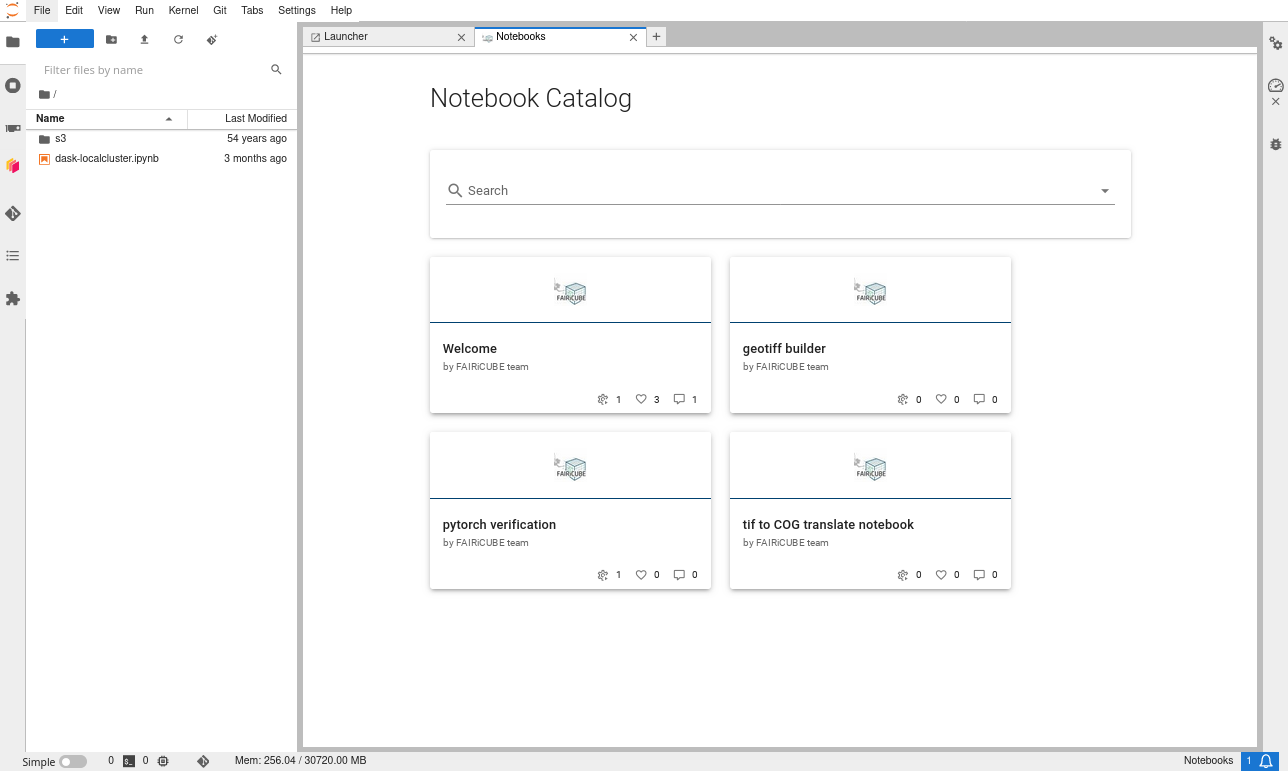 File Edit View Run Kernel Git Tabs Settings Help
Launcher
Notebooks
+
Filter files by name
/
Name Last Modified
s3 54 years ago
dask-localcluster.ipynb 3 months ago
Notebook Catalog
Search
FAIRiCUBE
Welcome
by FAIRiCUBE team
1 3 1
FAIRiCUBE
geotiff builder
by FAIRiCUBE team
0 0 0
FAIRiCUBE
pytorch verification
by FAIRiCUBE team
1 0 0
FAIRiCUBE
tif to COG translate notebook
by FAIRiCUBE team
0 0 0
Simple 0 0 Mem: 256.04 / 30720.00 MB Notebooks 1